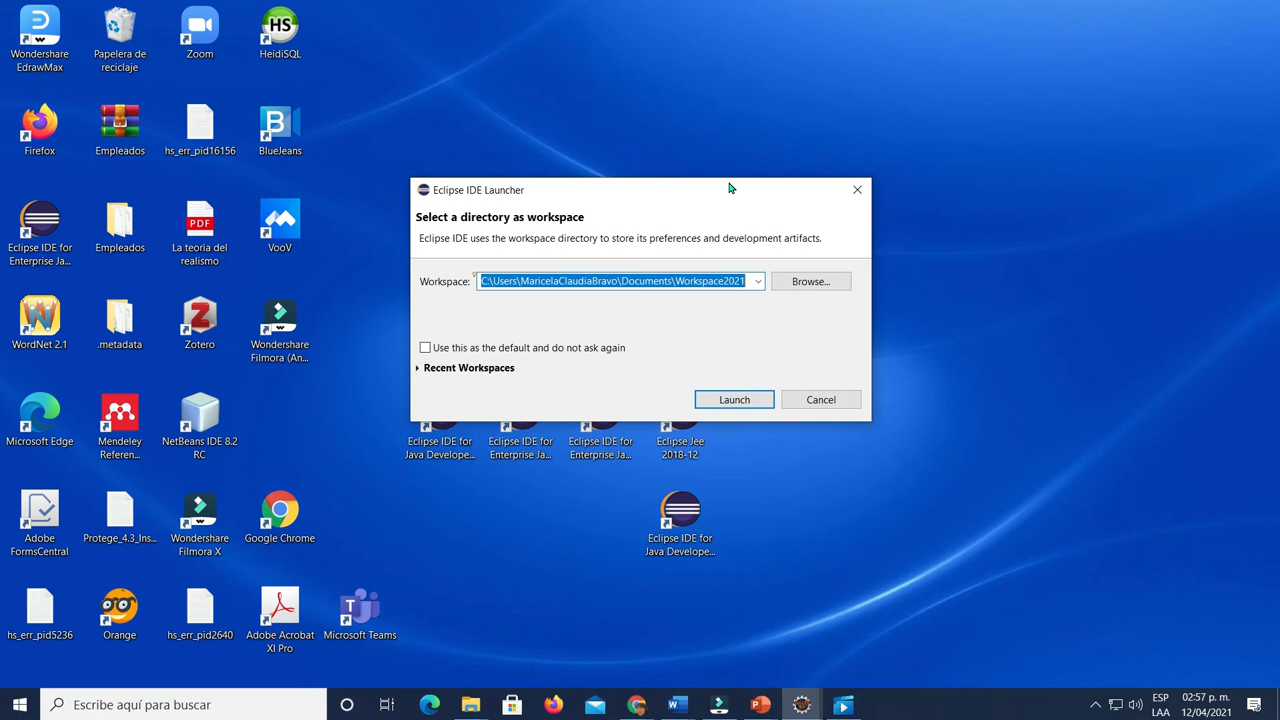 Wondershare
EdrawMax
Papelera de
reciclaje
Zoom
HS
HeidiSQL
Firefox
Empleados
hs_err_pid16156
B
BlueJeans
Eclipse IDE for
Enterprise Ja...
Empleados
PDF
La teoria del
realismo
VooV
W
WordNet 2.1
.metadata
Z
Zotero
Wondershare
Filmora (An...
Microsoft Edge
Mendeley
Referen...
NetBeans IDE 8.2
RC
Adobe
FormsCentral
Protege_4.3_Ins...
Wondershare
Filmora X
Google Chrome
hs_err_pid5236
Orange
hs_err_pid2640
Adobe Acrobat
XI Pro
T
Microsoft Teams
Eclipse IDE Launcher
Select a directory as workspace
Eclipse IDE uses the workspace directory to store its preferences and development artifacts.
Workspace: C:\Users\MaricelaClaudiaBravo\Documents\Workspace2021 Browse...
Use this as the default and do not ask again
Recent Workspaces
Launch Cancel
Eclipse IDE for
Java Develope...
Eclipse IDE for
Enterprise Ja...
Eclipse IDE for
Enterprise Ja...
Eclipse Jee
2018-12
Eclipse IDE for
Java Develope...
Escribe aquí para buscar
W
P
ESP
LAA
02:57 p. m.
12/04/2021